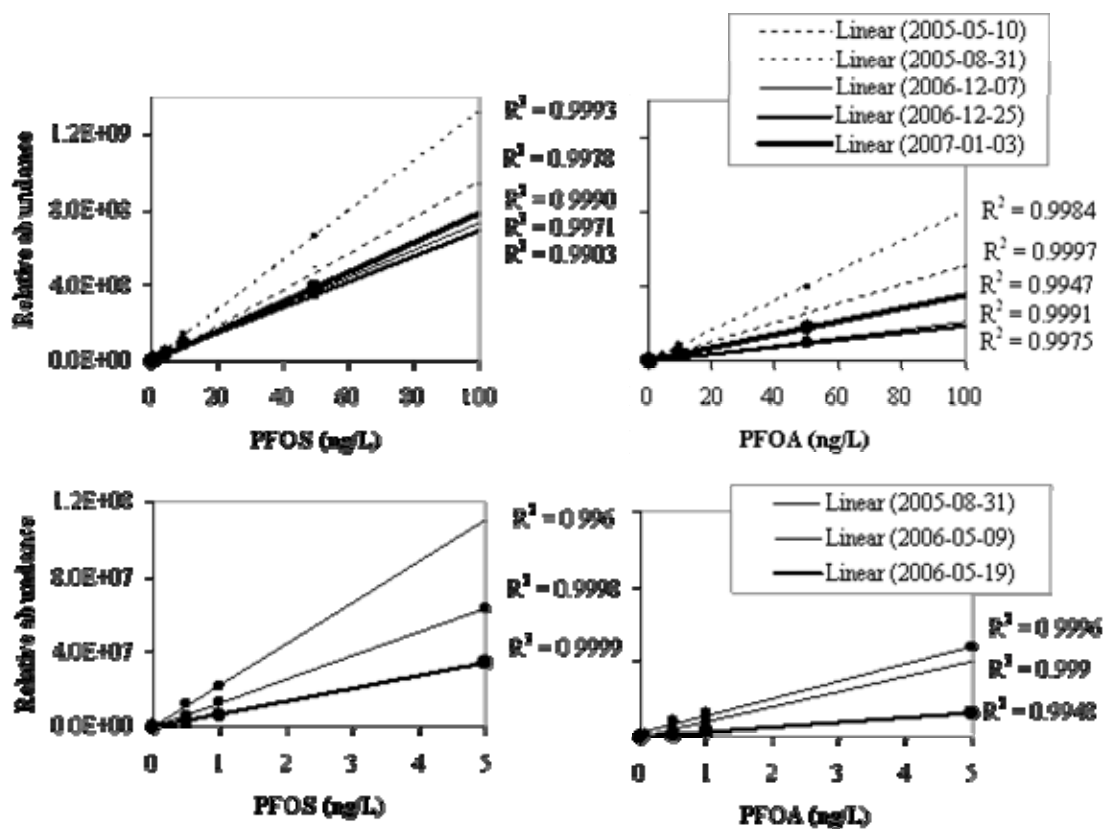 Linear (2005-05-10)
Linear (2005-08-31)
Linear (2006-12-07)
Linear (2006-12-25)
Linear (2007-01-03)
Relative abundance
1.2E+09
8.0E+08
4.0E+08
0.0E+00
R² = 0.9993
R² = 0.9978
R² = 0.9990
R² = 0.9971
R² = 0.9903
0 20 40 60 80 100
PFOS (ng/L)
R² = 0.9984
R² = 0.9997
R² = 0.9947
R² = 0.9991
R² = 0.9975
0 20 40 60 80 100
PFOA (ng/L)
Relative abundance
1.2E+08
8.0E+07
4.0E+07
0.0E+00
R² = 0.996
R² = 0.9998
R² = 0.9999
0 1 2 3 4 5
PFOS (ng/L)
Linear (2005-08-31)
Linear (2006-05-09)
Linear (2006-05-19)
R² = 0.9996
R² = 0.999
R² = 0.9948
0 1 2 3 4 5
PFOA (ng/L)